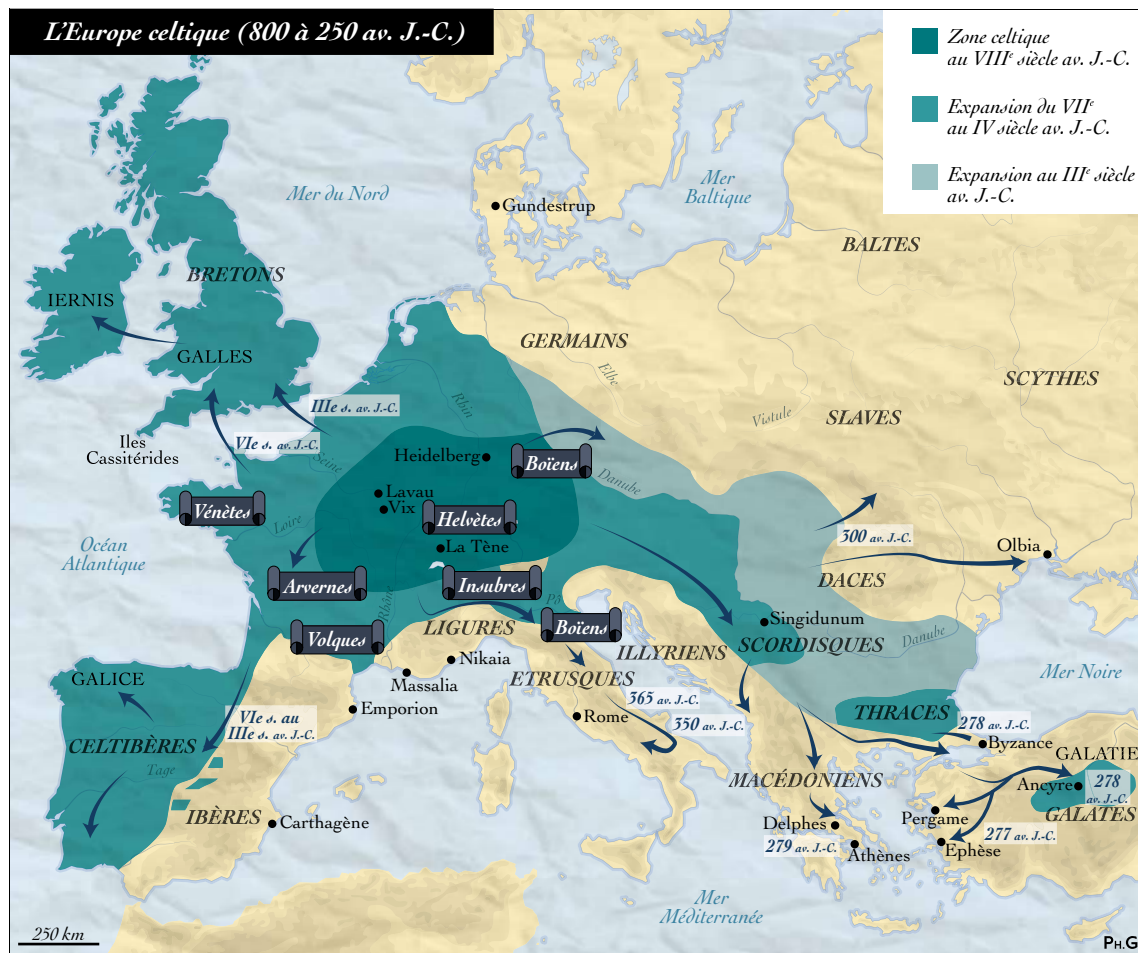 L'Europe celtique (800 à 250 av. J.-C.)
Zone celtique
au VIIIᵉ siècle av. J.-C.
Expansion du VIIᵉ
au IV siècle av. J.-C.
Expansion au IIIᵉ siècle
av. J.-C.
Mer du Nord
Mer
Baltique
Gundestrup
BALTES
BRETONS
IERNIS
GERMAINS
GALLES
Elbe
SCYTHES
Rhin
Vistule
SLAVES
IIIe s. av. J.-C.
VIe s. av. J.-C.
Iles
Cassitérides
Seine
Heidelberg
Boïens
Danube
Lavau
Vix
Vénètes
Helvètes
Loire
Océan
Atlantique
La Tène
300 av. J.-C.
Olbia
Arvernes
Insubres
DACES
Rhône
Pô
Singidunum
Volques
LIGURES
Boïens
ILLYRIENS
SCORDISQUES
Danube
Nikaia
Massalia
ETRUSQUES
Mer Noire
GALICE
365 av. J.-C.
Emporion
Rome
350 av. J.-C.
THRACES
VIe s. au
IIIe s. av. J.-C.
278 av. J.-C.
Byzance
CELTIBÈRES
GALATIE
Tage
MACÉDONIENS
Ancyre
278
av. J.-C.
IBÈRES
Pergame
GALATES
Carthagène
Delphes
279 av. J.-C.
277 av. J.-C.
Athènes
Ephèse
Mer
Méditerranée
250 km
PH.G